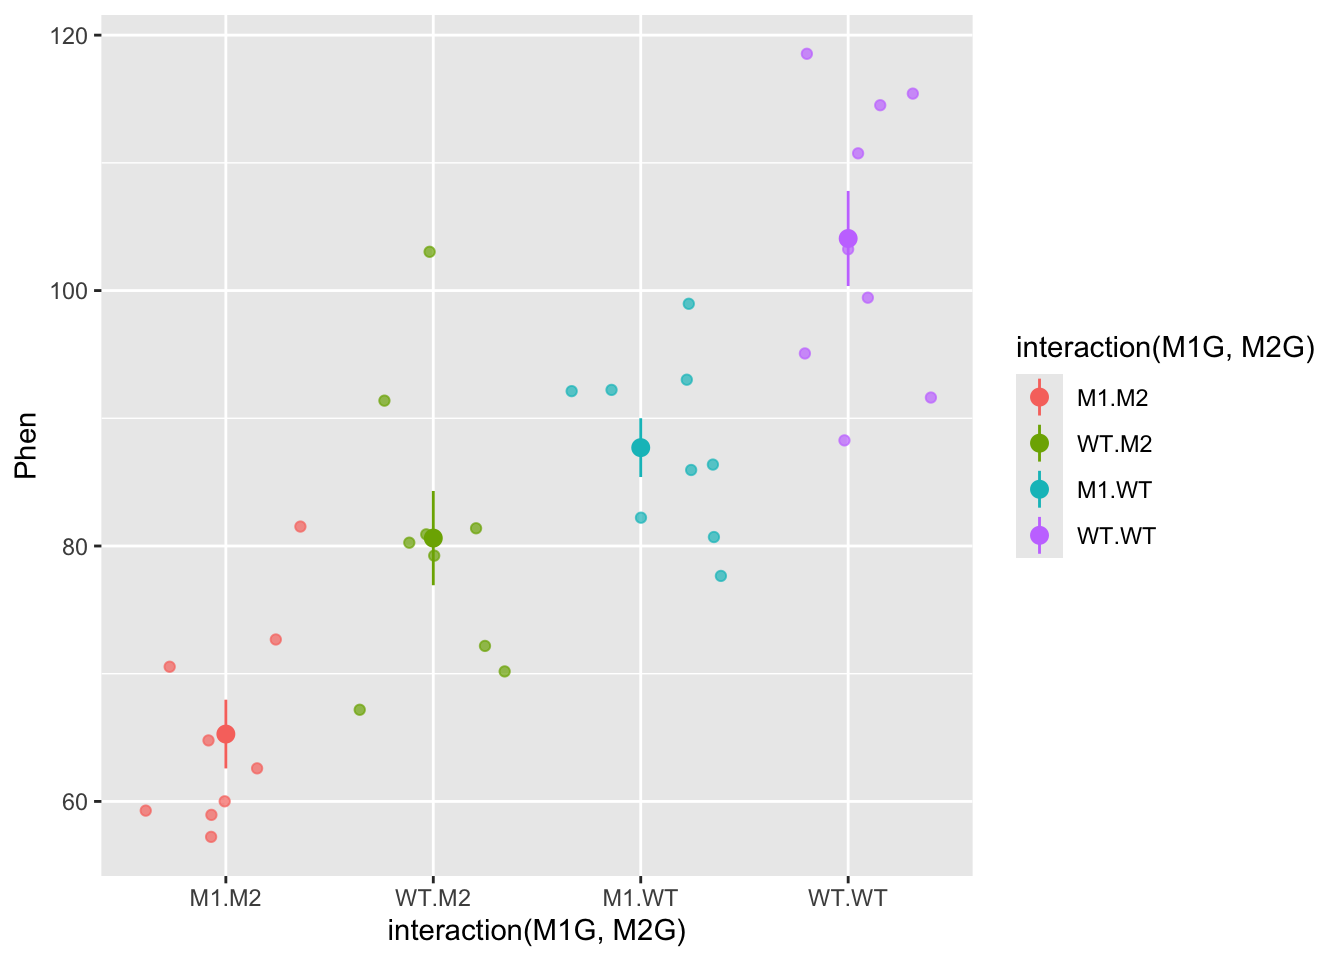 120
100
80
60
Phen
M1.M2
WT.M2
M1.WT
WT.WT
interaction(M1G, M2G)
interaction(M1G, M2G)
M1.M2
WT.M2
M1.WT
WT.WT